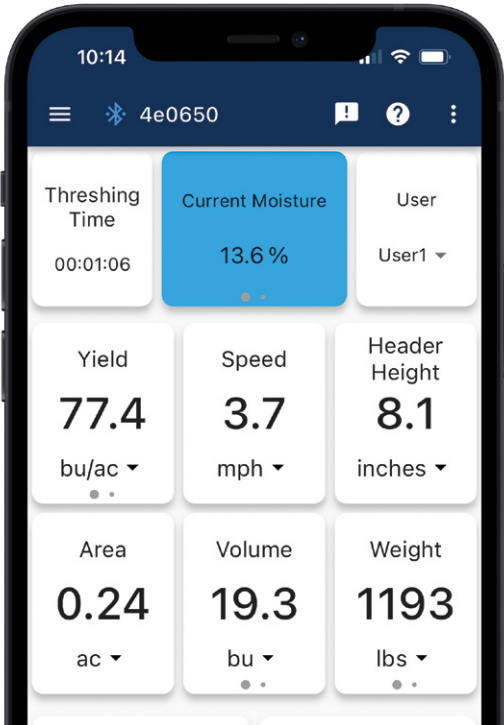 10:14
4e0650
Threshing
Time
00:01:06
Current Moisture
13.6 %
User
User1
Yield
77.4
bu/ac
Speed
3.7
mph
Header
Height
8.1
inches
Area
0.24
ac
Volume
19.3
bu
Weight
1193
lbs